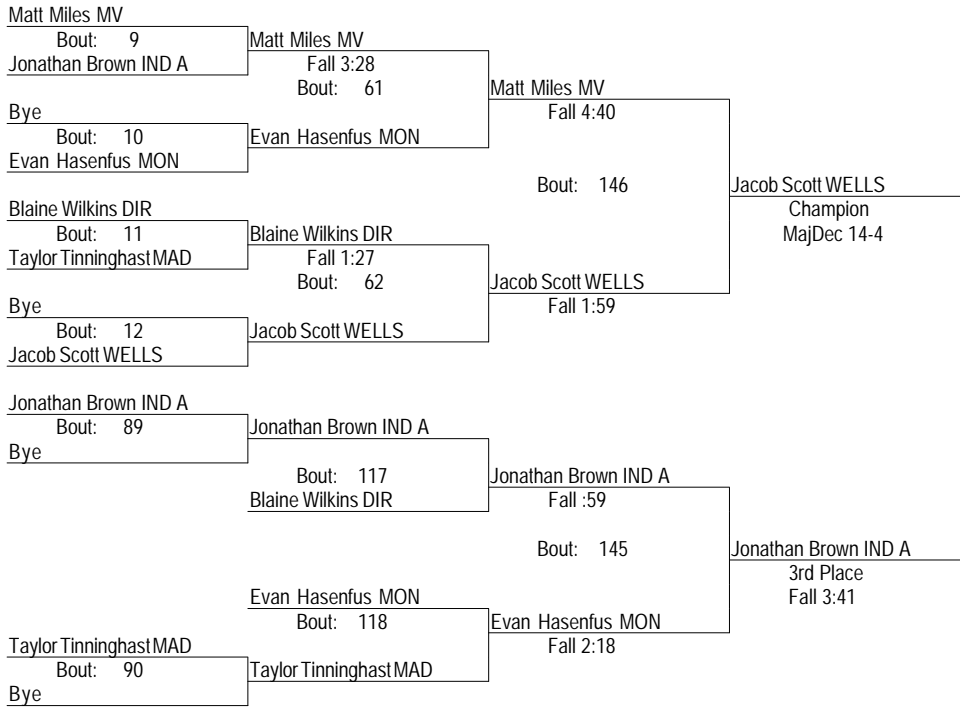 Matt Miles MV
Bout: 9
Jonathan Brown IND A
Matt Miles MV
Fall 3:28
Bout: 61
Bye
Bout: 10
Evan Hasenfus MON
Evan Hasenfus MON
Matt Miles MV
Fall 4:40
Bout: 146
Blaine Wilkins DIR
Bout: 11
Taylor Tinninghast MAD
Blaine Wilkins DIR
Fall 1:27
Bout: 62
Bye
Bout: 12
Jacob Scott WELLS
Jacob Scott WELLS
Jacob Scott WELLS
Fall 1:59
Jacob Scott WELLS
Champion
MajDec 14-4
Jonathan Brown IND A
Bout: 89
Bye
Jonathan Brown IND A
Bout: 117
Blaine Wilkins DIR
Jonathan Brown IND A
Fall :59
Bout: 145
Evan Hasenfus MON
Bout: 118
Taylor Tinninghast MAD
Taylor Tinninghast MAD
Bout: 90
Bye
Evan Hasenfus MON
Fall 2:18
Jonathan Brown IND A
3rd Place
Fall 3:41